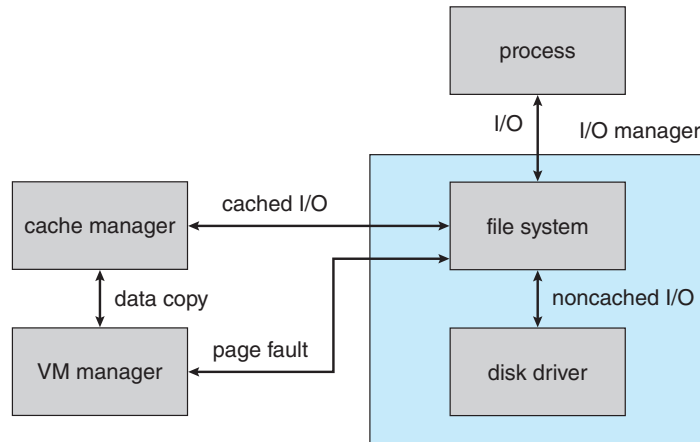 process
I/O
I/O manager
cached I/O
cache manager
file system
data copy
noncached I/O
page fault
VM manager
disk driver